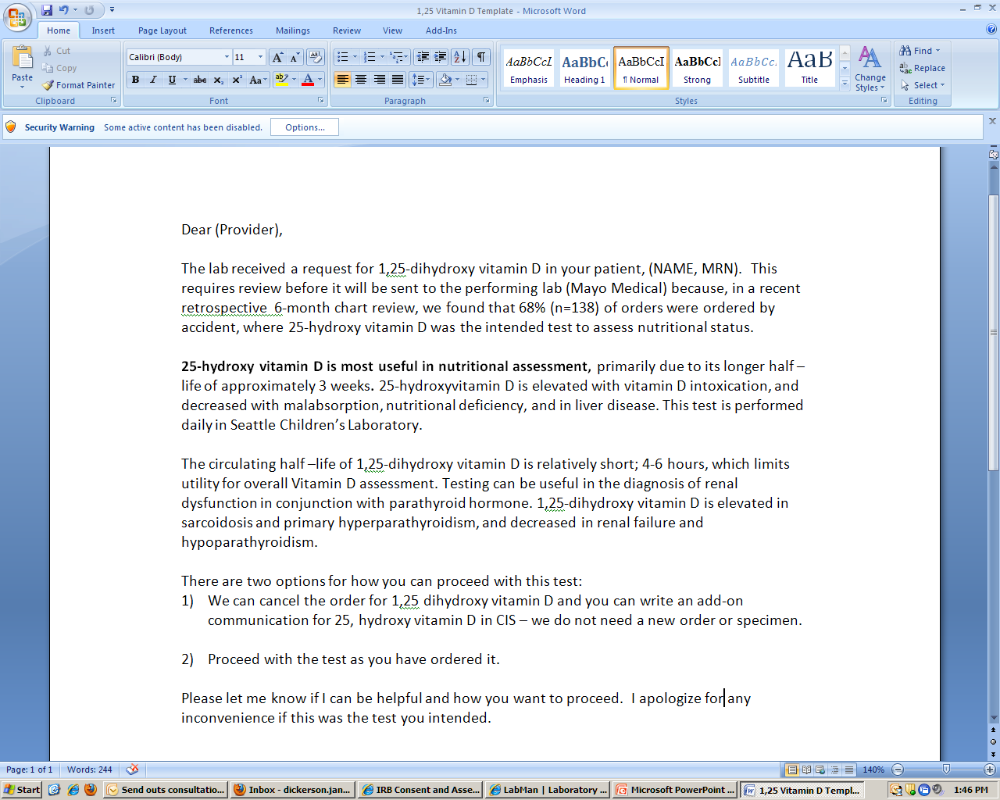 1,25 Vitamin D Template - Microsoft Word
Home Insert Page Layout References Mailings Review View Add-Ins
Paste
Cut
Copy
Format Painter
Clipboard
Calibri (Body) 11
Font
Paragraph
AaBbCcI AaBbC AaBbCcI AaBbCcI AaBbCc. AaB
Emphasis Heading 1 ¶ Normal Strong Subtitle Title
Change Styles
Styles
Find
Replace
Select
Editing
Security Warning Some active content has been disabled. Options...
Dear (Provider),
The lab received a request for 1,25-dihydroxy vitamin D in your patient, (NAME, MRN). This
requires review before it will be sent to the performing lab (Mayo Medical) because, in a recent
retrospective 6-month chart review, we found that 68% (n=138) of orders were ordered by
accident, where 25-hydroxy vitamin D was the intended test to assess nutritional status.
25-hydroxy vitamin D is most useful in nutritional assessment, primarily due to its longer half –
life of approximately 3 weeks. 25-hydroxyvitamin D is elevated with vitamin D intoxication, and
decreased with malabsorption, nutritional deficiency, and in liver disease. This test is performed
daily in Seattle Children's Laboratory.
The circulating half –life of 1,25-dihydroxy vitamin D is relatively short; 4-6 hours, which limits
utility for overall Vitamin D assessment. Testing can be useful in the diagnosis of renal
dysfunction in conjunction with parathyroid hormone. 1,25-dihydroxy vitamin D is elevated in
sarcoidosis and primary hyperparathyroidism, and decreased in renal failure and
hypoparathyroidism.
There are two options for how you can proceed with this test:
1) We can cancel the order for 1,25 dihydroxy vitamin D and you can write an add-on
communication for 25, hydroxy vitamin D in CIS – we do not need a new order or specimen.
2) Proceed with the test as you have ordered it.
Please let me know if I can be helpful and how you want to proceed. I apologize for any
inconvenience if this was the test you intended.
Page: 1 of 1 Words: 244 140%
Start Send outs consultatio... Inbox - dickerson.jan... IRB Consent and Asse... LabMan | Laboratory ... Microsoft PowerPoint ... 1,25 Vitamin D Templ... 1:46 PM